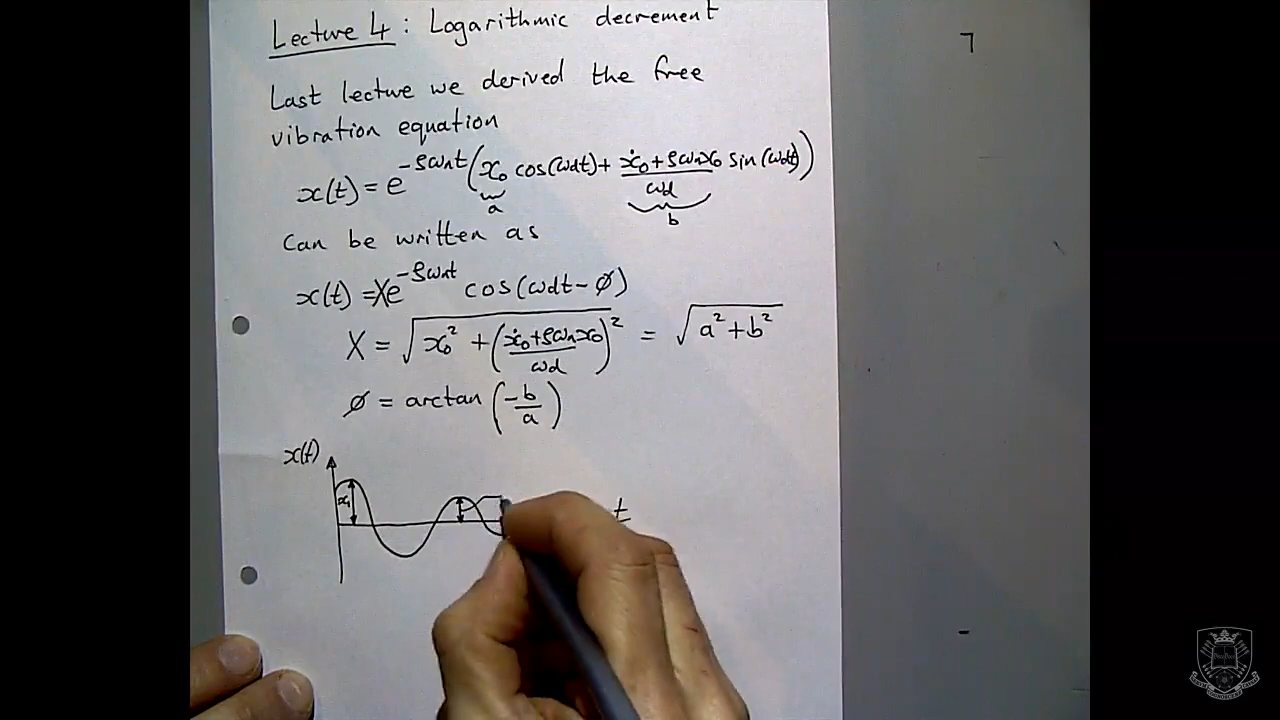 Lecture 4 : Logarithmic decrement
Last lecture we derived the free
vibration equation
x(t) = e^{-ζωnt} (x₀ cos(ωdt) + (ẋ₀ + ζωnx₀)/ωd sin(ωdt))
a b
can be written as
x(t) = Xe^{-ζωnt} cos(ωdt - ø)
X = √(x₀² + ((ẋ₀ + ζωnx₀)/ωd)²) = √(a² + b²)
ø = arctan (-b/a)
x(t)
x₁
t
7